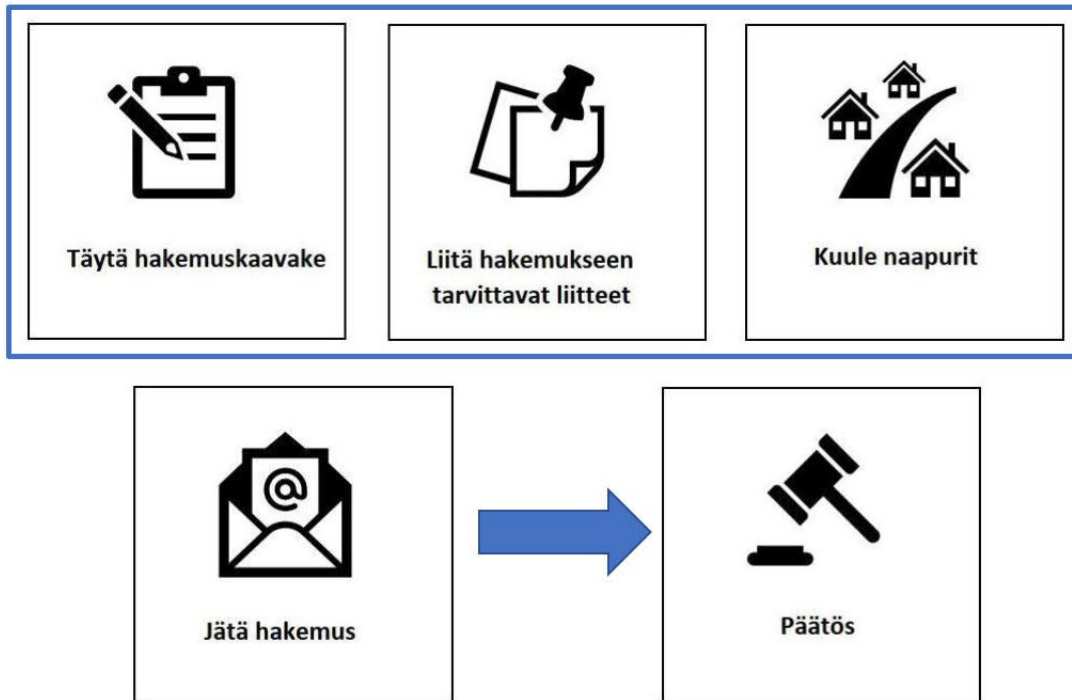 Täytä hakemuskaavake
Liitä hakemukseen
tarvittavat liitteet
Kuule naapurit
@
Jätä hakemus
Päätös